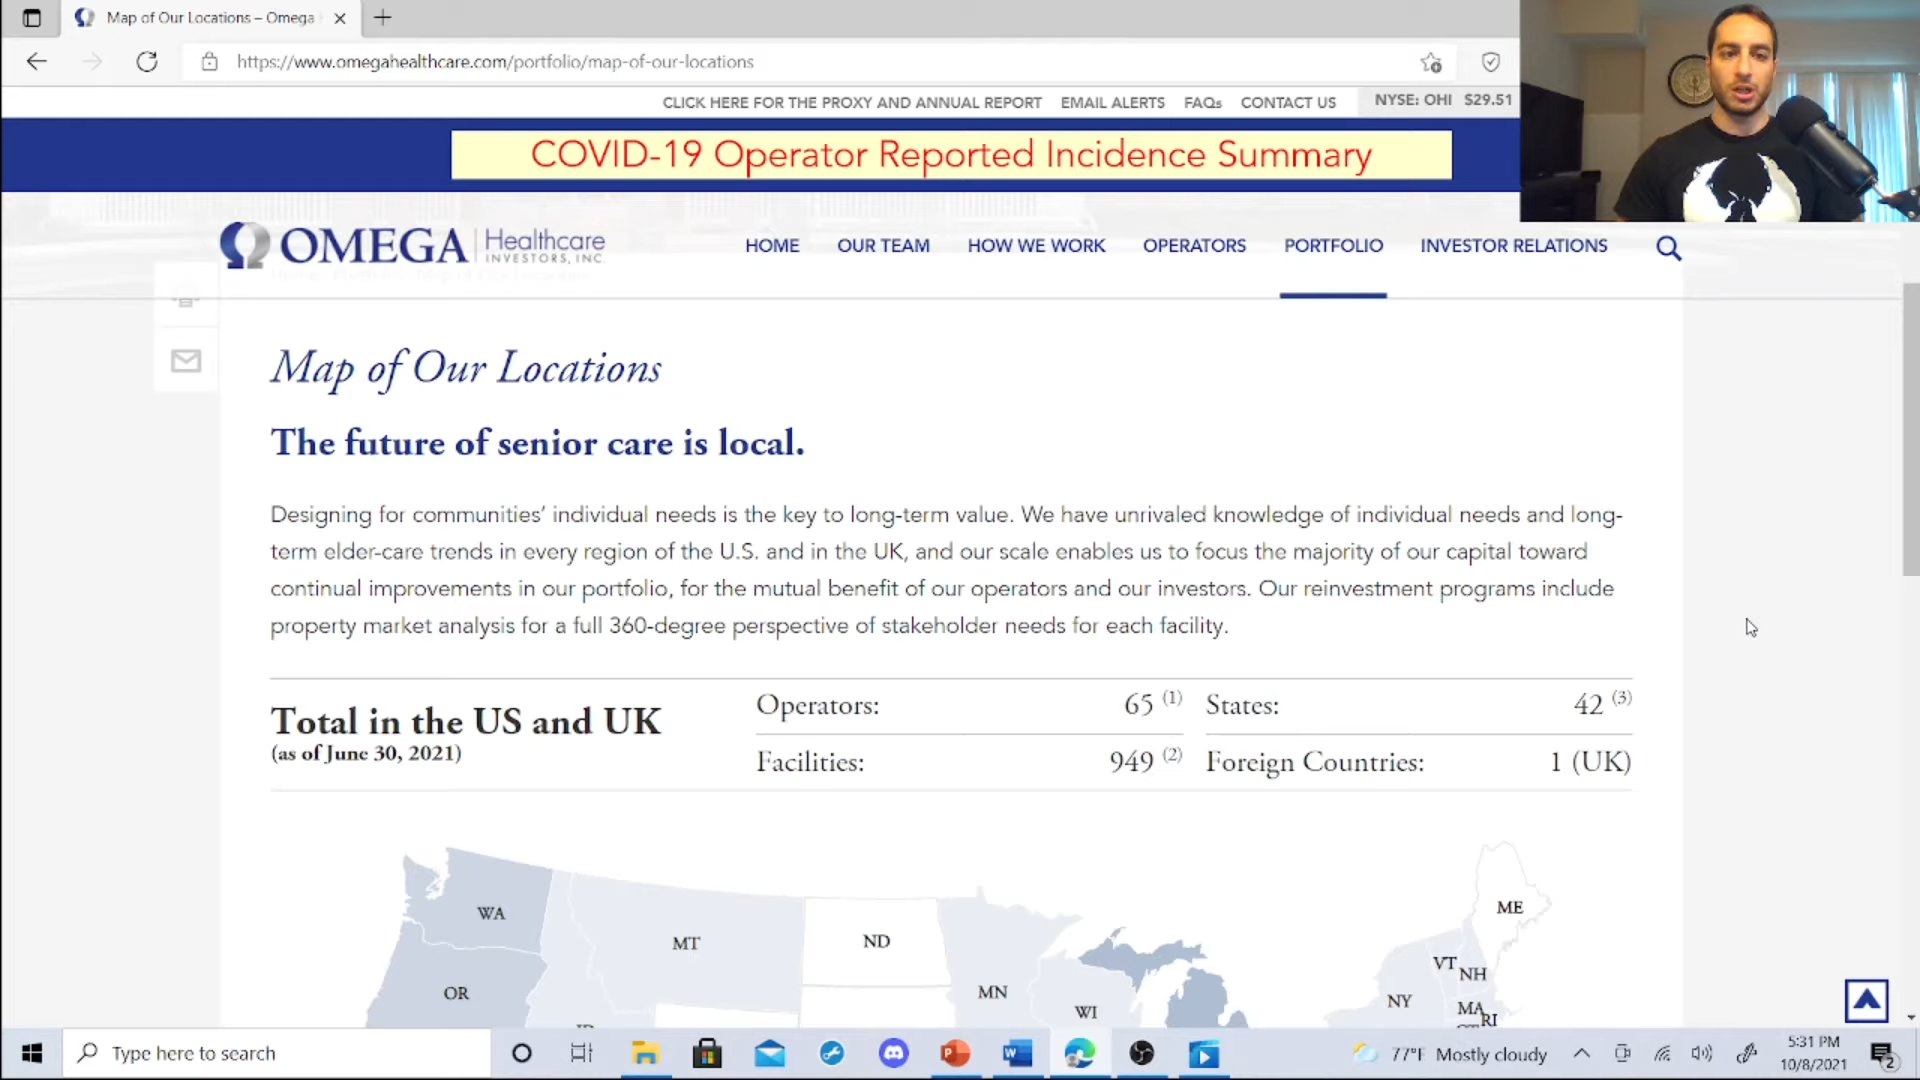 Map of Our Locations – Omega
https://www.omegahealthcare.com/portfolio/map-of-our-locations
CLICK HERE FOR THE PROXY AND ANNUAL REPORT EMAIL ALERTS FAQs CONTACT US NYSE: OHI $29.51
COVID-19 Operator Reported Incidence Summary
OMEGA Healthcare INVESTORS, INC.
HOME OUR TEAM HOW WE WORK OPERATORS PORTFOLIO INVESTOR RELATIONS
Map of Our Locations
The future of senior care is local.
Designing for communities’ individual needs is the key to long-term value. We have unrivaled knowledge of individual needs and long-
term elder-care trends in every region of the U.S. and in the UK, and our scale enables us to focus the majority of our capital toward
continual improvements in our portfolio, for the mutual benefit of our operators and our investors. Our reinvestment programs include
property market analysis for a full 360-degree perspective of stakeholder needs for each facility.
Total in the US and UK
(as of June 30, 2021)
Operators: 65 (1) States: 42 (3)
Facilities: 949 (2) Foreign Countries: 1 (UK)
WA
MT
ND
ME
OR
MN
WI
VT
NH
NY
MA
RI
Type here to search
77°F Mostly cloudy
5:31 PM
10/8/2021
2